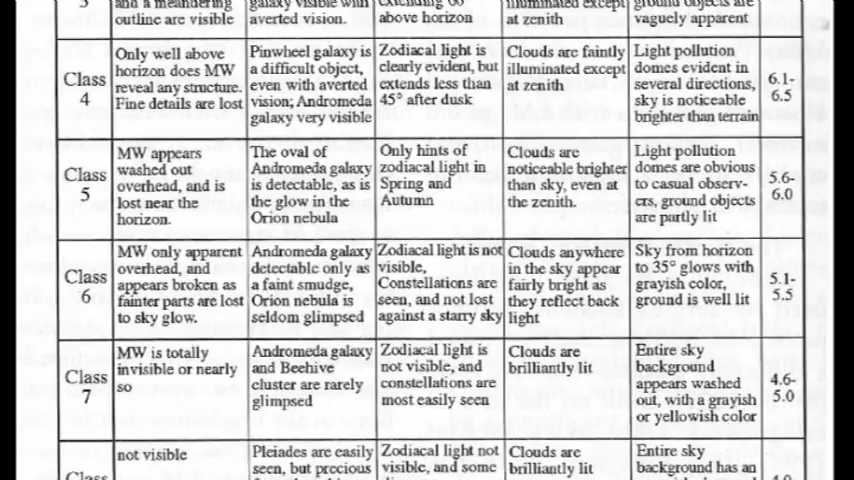 and a meandering
outline are visible
galaxy visible with
averted vision.
extending 60°
above horizon
illuminated except
at zenith
ground objects are
vaguely apparent
Class
4
Only well above
horizon does MW
reveal any structure.
Fine details are lost
Pinwheel galaxy is
a difficult object,
even with averted
vision; Andromeda
galaxy very visible
Zodiacal light is
clearly evident, but
extends less than
45° after dusk
Clouds are faintly
illuminated except
at zenith
Light pollution
domes evident in
several directions,
sky is noticeable
brighter than terrain
6.1-
6.5
Class
5
MW appears
washed out
overhead, and is
lost near the
horizon.
The oval of
Andromeda galaxy
is detectable, as is
the glow in the
Orion nebula
Only hints of
zodiacal light in
Spring and
Autumn
Clouds are
noticeable brighter
than sky, even at
the zenith.
Light pollution
domes are obvious
to casual observ-
ers, ground objects
are partly lit
5.6-
6.0
Class
6
MW only apparent
overhead, and
appears broken as
fainter parts are lost
to sky glow.
Andromeda galaxy
detectable only as
a faint smudge,
Orion nebula is
seldom glimpsed
Zodiacal light is not
visible,
Constellations are
seen, and not lost
against a starry sky
Clouds anywhere
in the sky appear
fairly bright as
they reflect back
light
Sky from horizon
to 35° glows with
grayish color,
ground is well lit
5.1-
5.5
Class
7
MW is totally
invisible or nearly
so
Andromeda galaxy
and Beehive
cluster are rarely
glimpsed
Zodiacal light is
not visible, and
constellations are
most easily seen
Clouds are
brilliantly lit
Entire sky
background
appears washed
out, with a grayish
or yellowish color
4.6-
5.0
Class
not visible
Pleiades are easily
seen, but precious
Zodiacal light not
visible, and some
Clouds are
brilliantly lit
Entire sky
background has an